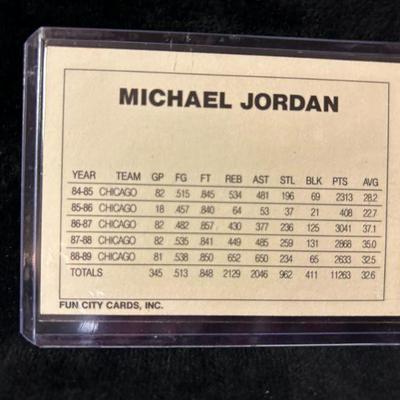 MICHAEL JORDAN
YEAR TEAM GP FG FT REB AST STL BLK PTS AVG
84-85 CHICAGO 82 .515 .845 534 481 196 69 2313 28.2
85-86 CHICAGO 18 .457 .840 64 53 37 21 408 22.7
86-87 CHICAGO 82 .482 .857 430 377 236 125 3041 37.1
87-88 CHICAGO 82 .535 .841 449 485 259 131 2868 35.0
88-89 CHICAGO 81 .538 .850 652 650 234 65 2633 32.5
TOTALS 345 .513 .848 2129 2046 962 411 11263 32.6
FUN CITY CARDS, INC.